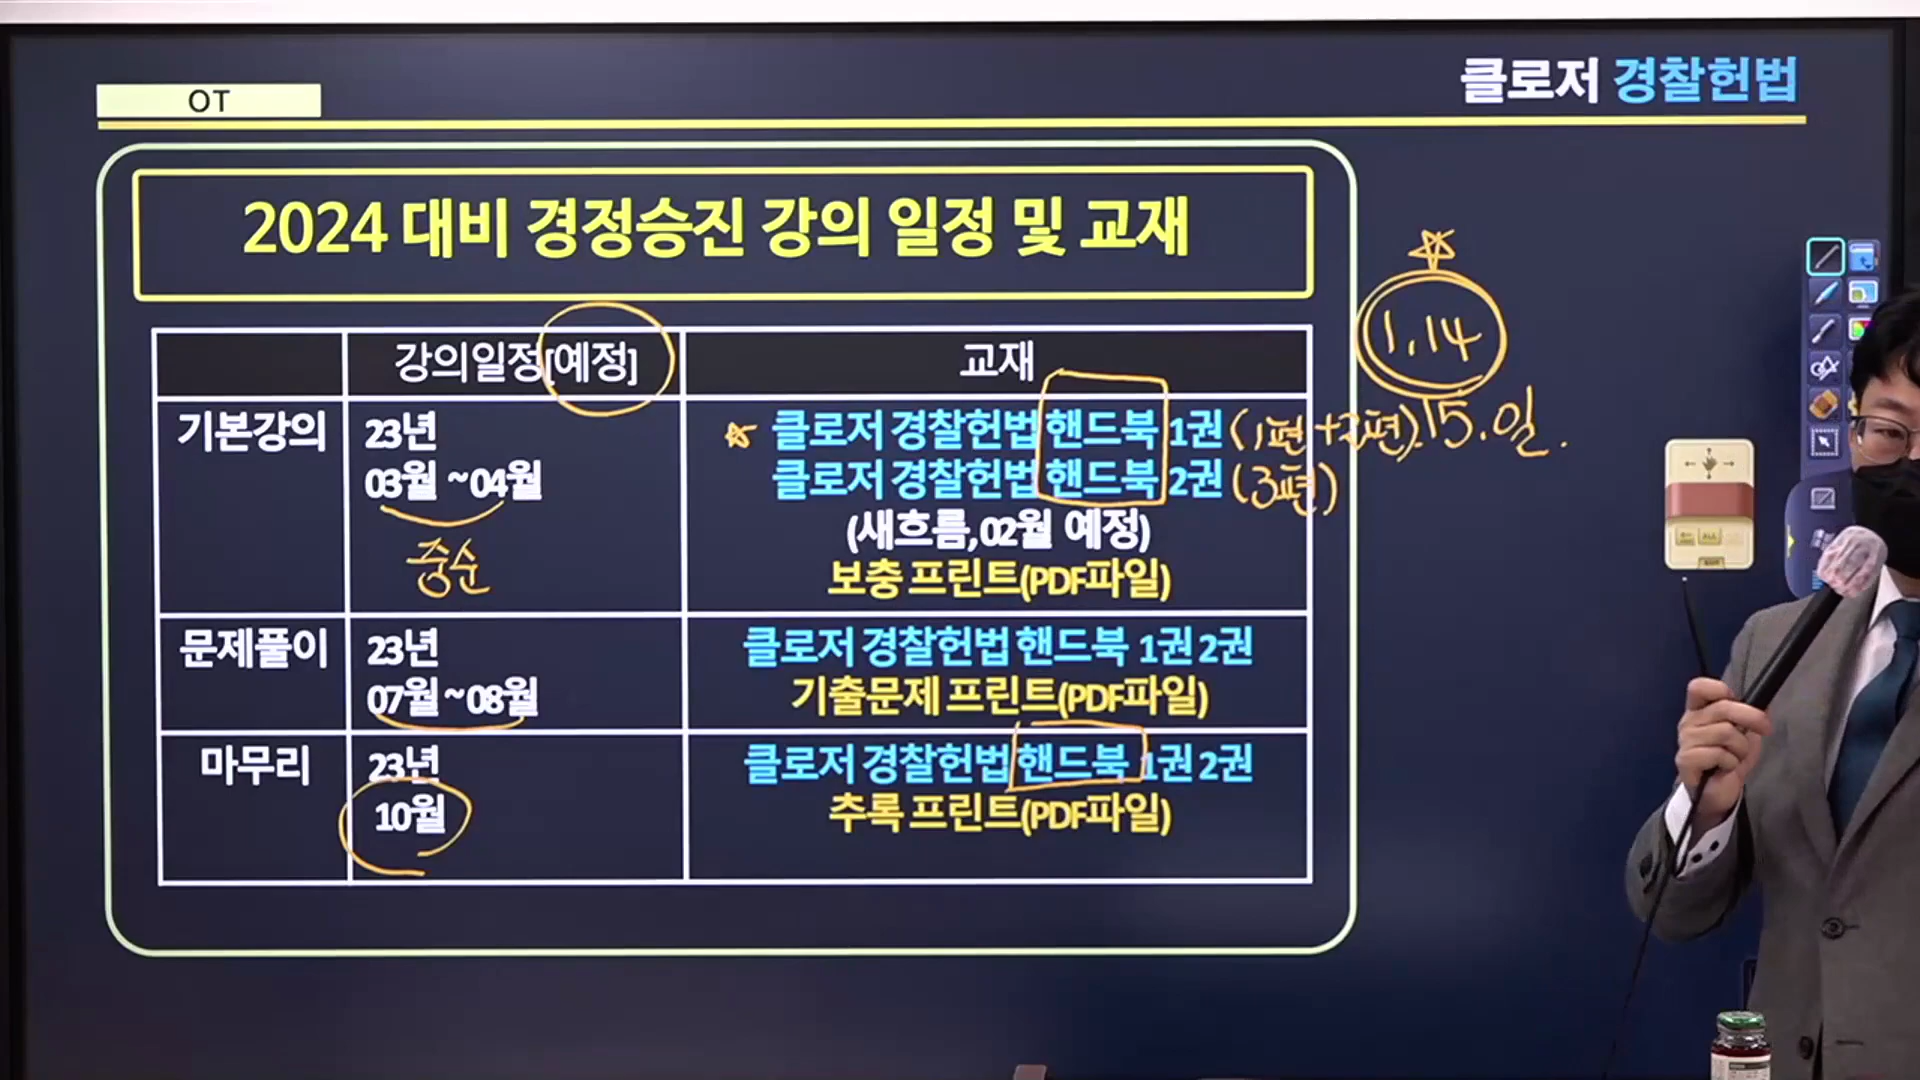 OT
클로저 경찰헌법
2024 대비 경정승진 강의 일정 및 교재
강의일정[예정]
교재
1.14
기본강의
23년
03월 ~04월
중순
클로저 경찰헌법 핸드북 1권 (1편+2편).15.일.
클로저 경찰헌법 핸드북 2권 (3편)
(새흐름,02월 예정)
보충 프린트(PDF파일)
문제풀이
23년
07월 ~08월
클로저 경찰헌법 핸드북 1권 2권
기출문제 프린트(PDF파일)
마무리
23년
10월
클로저 경찰헌법 핸드북 1권 2권
추록 프린트(PDF파일)